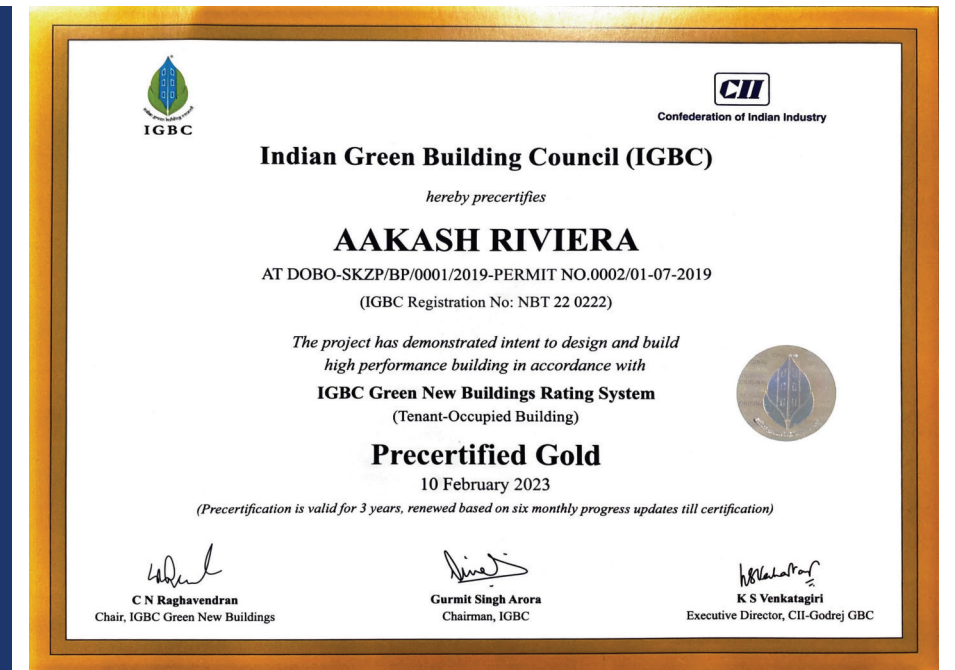 IGBC
CII
Confederation of Indian Industry
Indian Green Building Council (IGBC)
hereby precertifies
AAKASH RIVIERA
AT DOBO-SKZP/BP/0001/2019-PERMIT NO.0002/01-07-2019
(IGBC Registration No: NBT 22 0222)
The project has demonstrated intent to design and build
high performance building in accordance with
IGBC Green New Buildings Rating System
(Tenant-Occupied Building)
Precertified Gold
10 February 2023
(Precertification is valid for 3 years, renewed based on six monthly progress updates till certification)
C N Raghavendran
Chair, IGBC Green New Buildings
Gurmit Singh Arora
Chairman, IGBC
K S Venkatagiri
Executive Director, CII-Godrej GBC